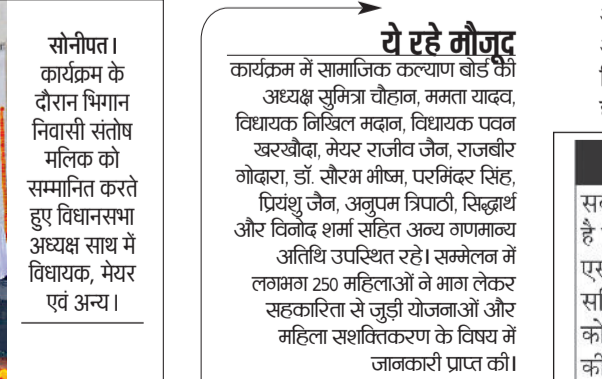 सोनीपत।
कार्यक्रम के
दौरान भिगान
निवासी संतोष
मलिक को
सम्मानित करते
हुए विधानसभा
अध्यक्ष साथ में
विधायक, मेयर
एवं अन्य।
ये रहे मौजूद
कार्यक्रम में सामाजिक कल्याण बोर्ड की
अध्यक्ष सुमित्रा चौहान, ममता यादव,
विधायक निखिल मदान, विधायक पवन
खरखौदा, मेयर राजीव जैन, राजबीर
गोदारा, डॉ. सौरभ भीष्म, परमिंदर सिंह,
प्रियंशु जैन, अनुपम त्रिपाठी, सिद्धार्थ
और विनोद शर्मा सहित अन्य गणमान्य
अतिथि उपस्थित रहे। सम्मेलन में
लगभग 250 महिलाओं ने भाग लेकर
सहकारिता से जुड़ी योजनाओं और
महिला सशक्तिकरण के विषय में
जानकारी प्राप्त की।
है
को
की